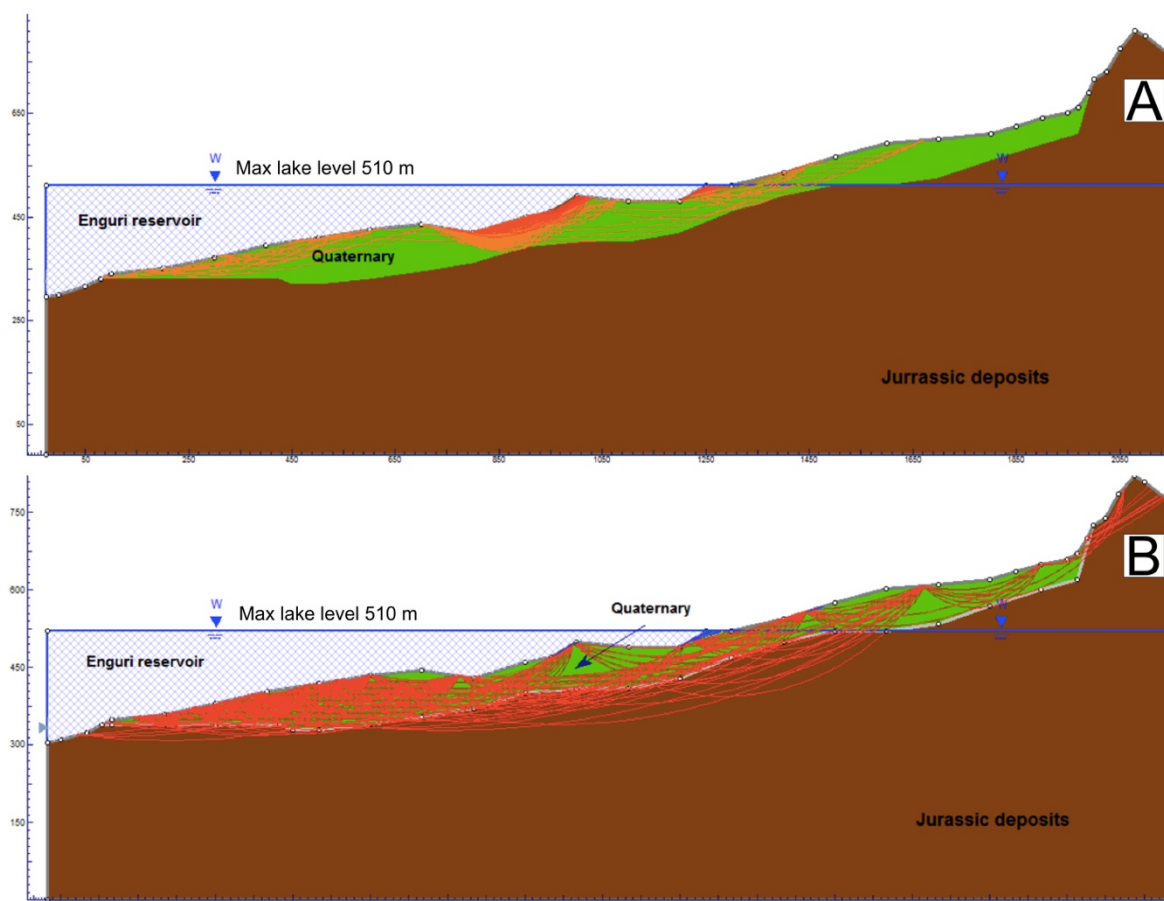 A
650
W
Max lake level 510 m
W
Enguri reservoir
450
Quaternary
250
Jurrassic deposits
50
50 250 450 650 850 1050 1250 1450 1650 1850 2050
750
B
600
W
Max lake level 510 m
Quaternary
W
Enguri reservoir
450
300
Jurassic deposits
150